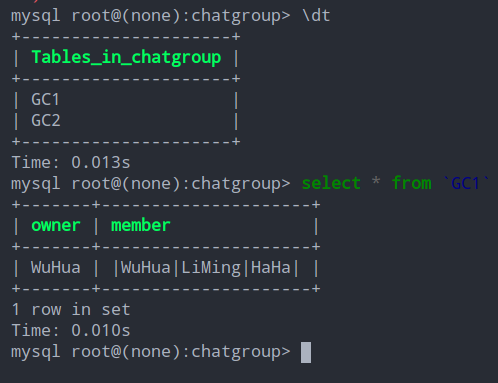 mysql root@(none):chatgroup> \dt
+---------------------+
| Tables_in_chatgroup |
+---------------------+
| GC1                 |
| GC2                 |
+---------------------+
Time: 0.013s
mysql root@(none):chatgroup> select * from `GC1`
+-------+---------------------+
| owner | member              |
+-------+---------------------+
| WuHua | |WuHua|LiMing|HaHa| |
+-------+---------------------+
1 row in set
Time: 0.010s
mysql root@(none):chatgroup>